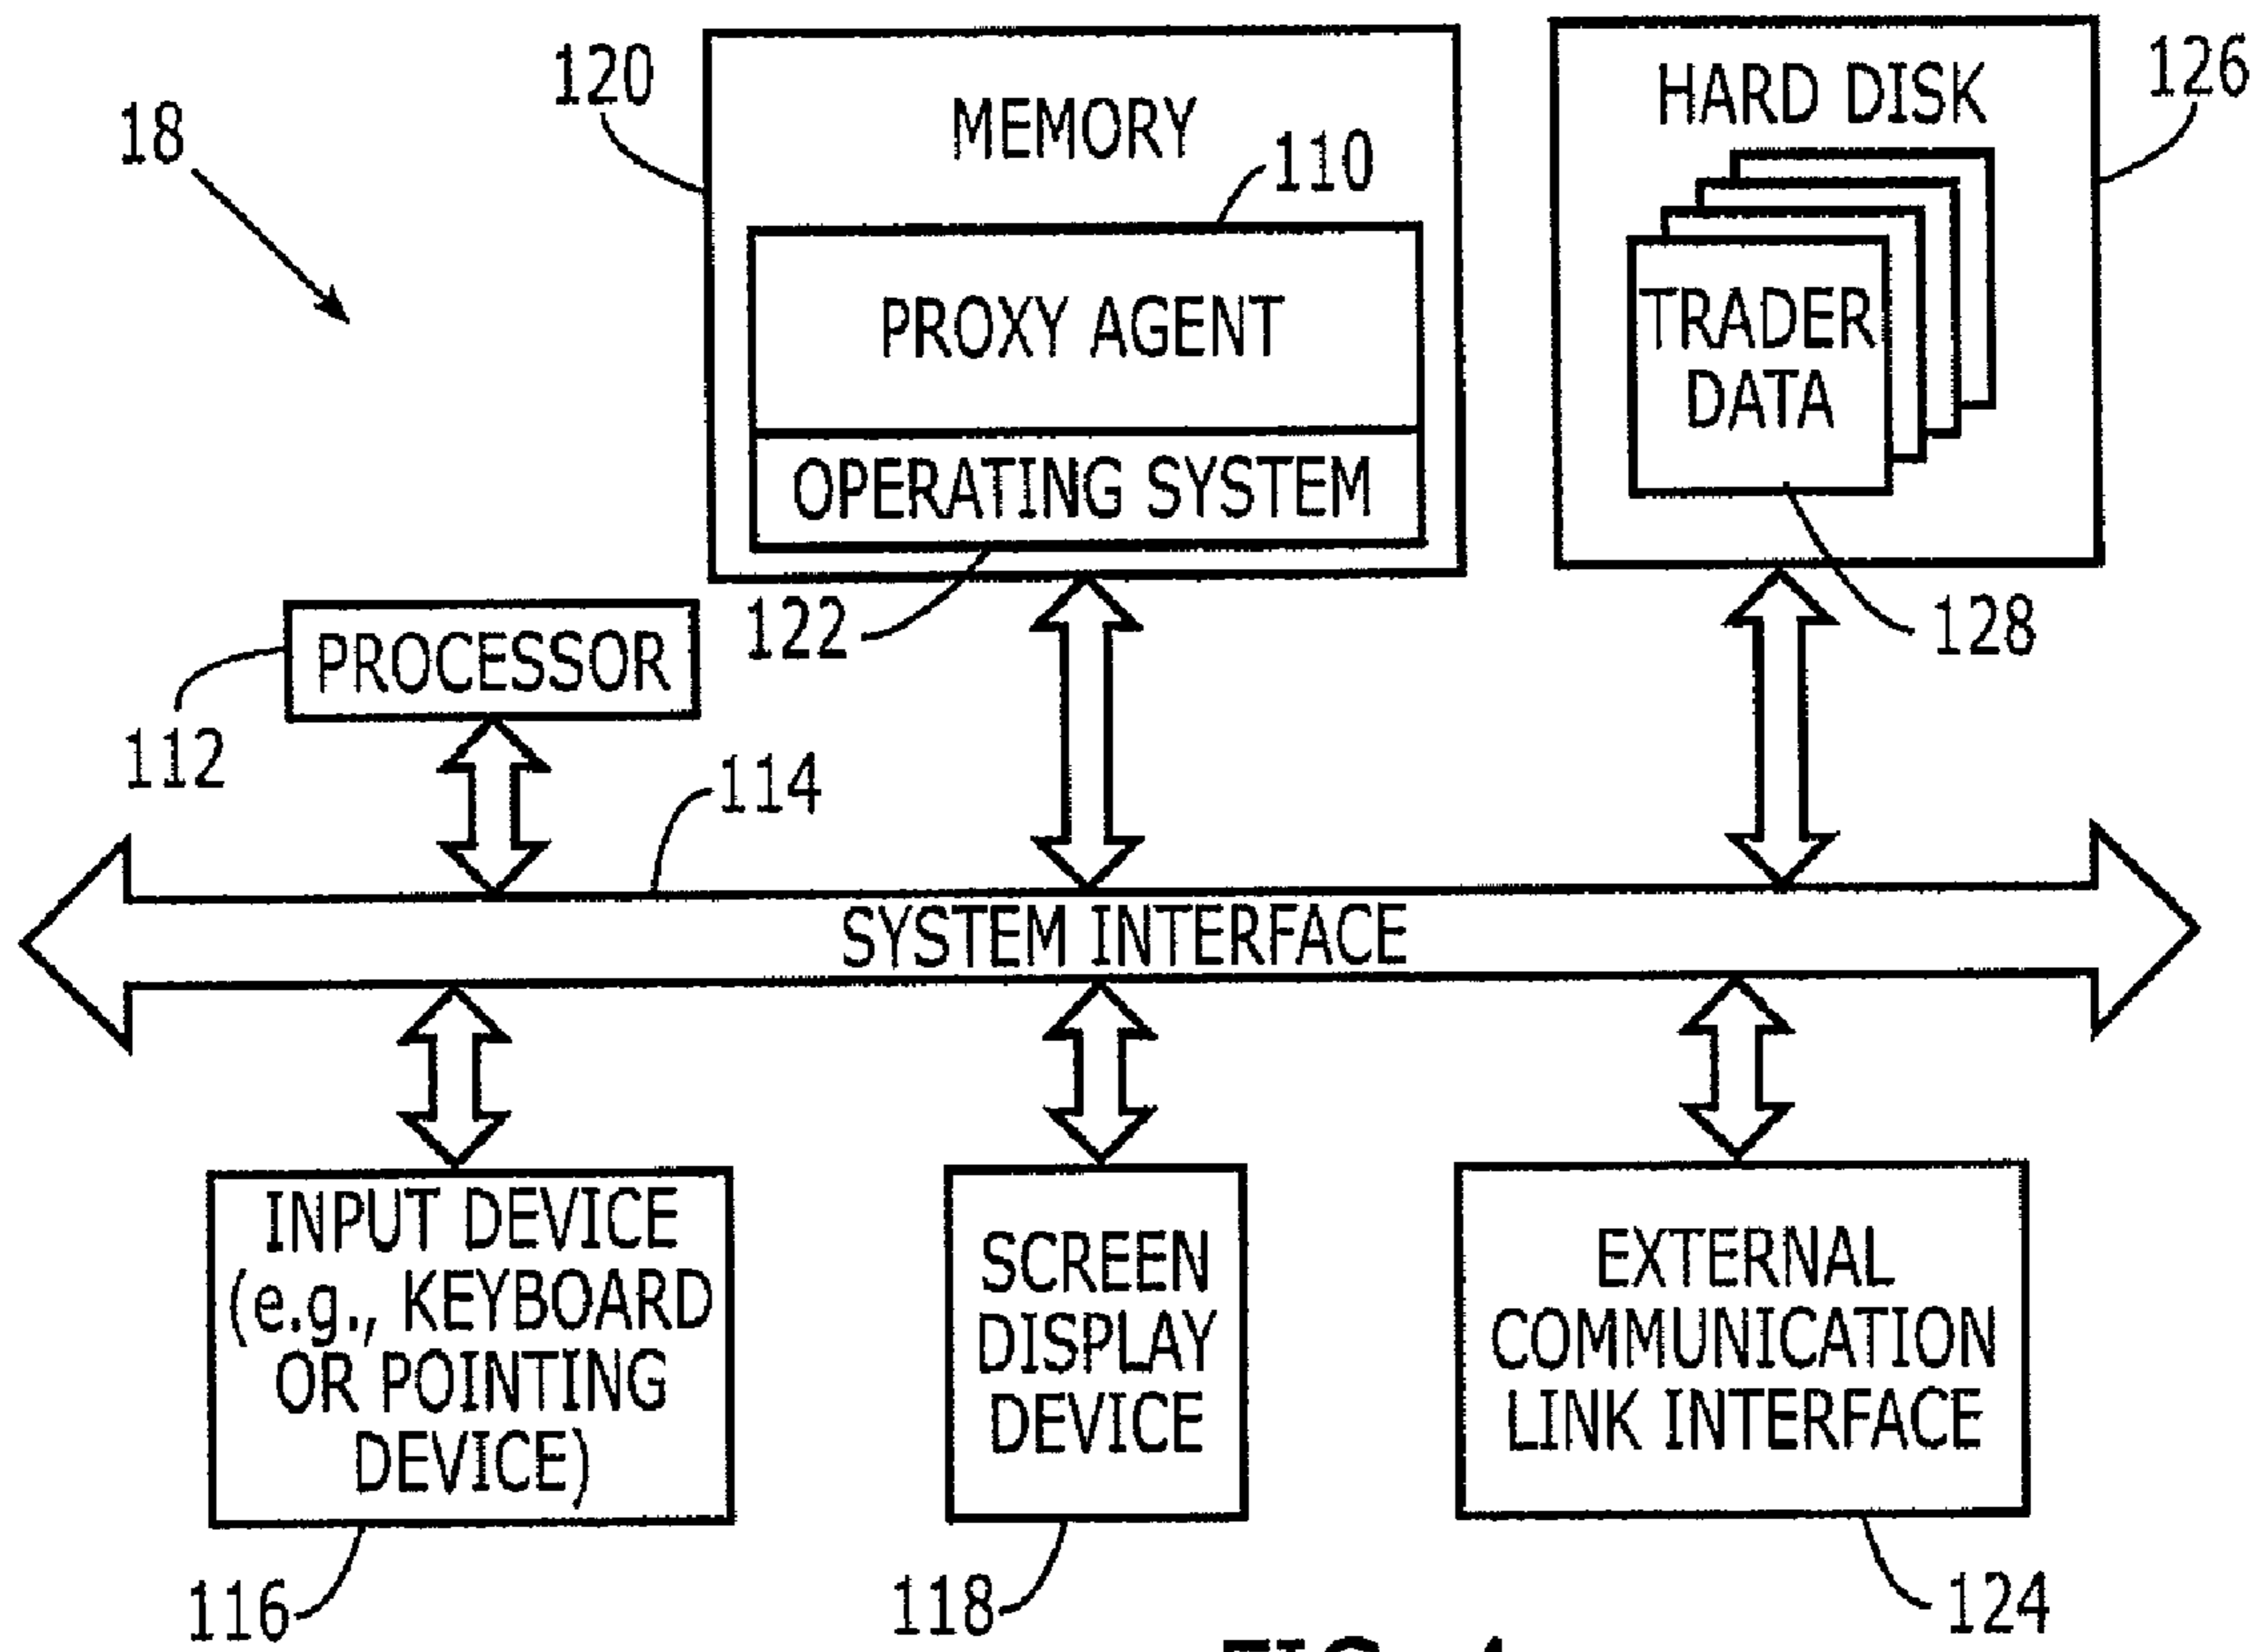 18
120
MEMORY
110
PROXY AGENT
OPERATING SYSTEM
122
HARD DISK
126
TRADER
DATA
128
PROCESSOR
112
114
SYSTEM INTERFACE
INPUT DEVICE
(e.g., KEYBOARD
OR POINTING
DEVICE)
116
SCREEN
DISPLAY
DEVICE
118
EXTERNAL
COMMUNICATION
LINK INTERFACE
124